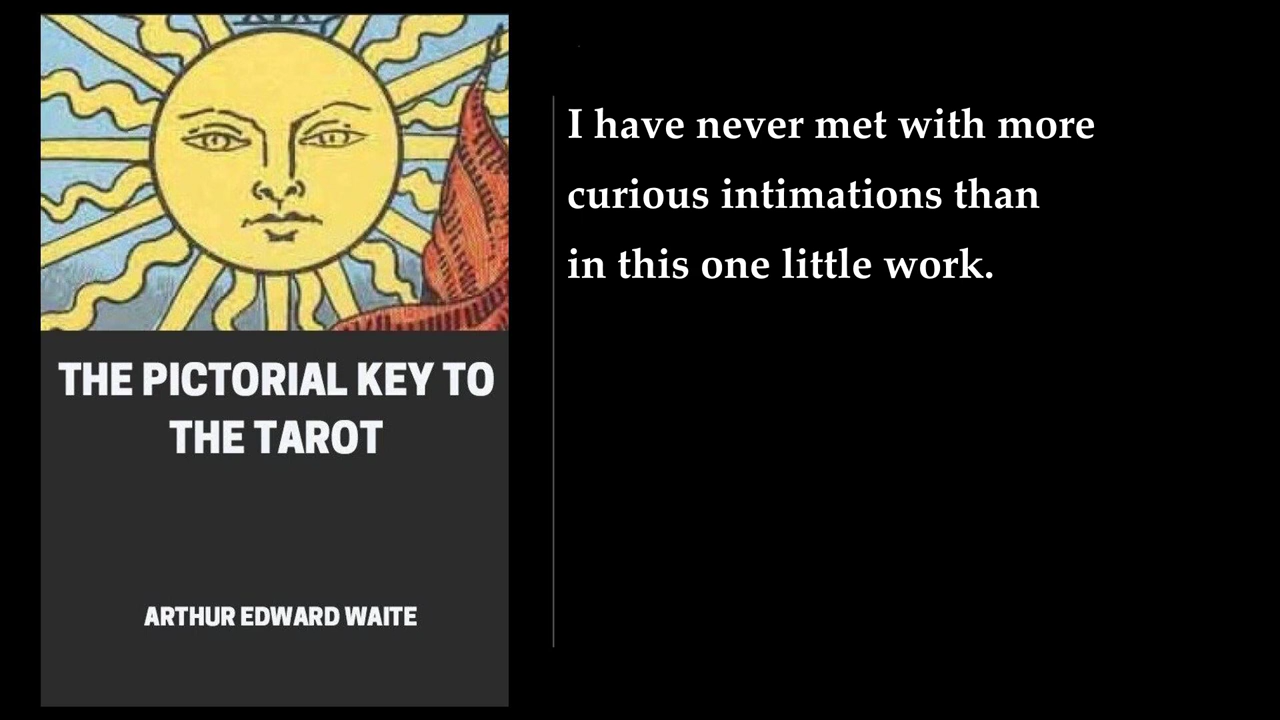 XIX
THE PICTORIAL KEY TO
THE TAROT
ARTHUR EDWARD WAITE
I have never met with more
curious intimations than
in this one little work.